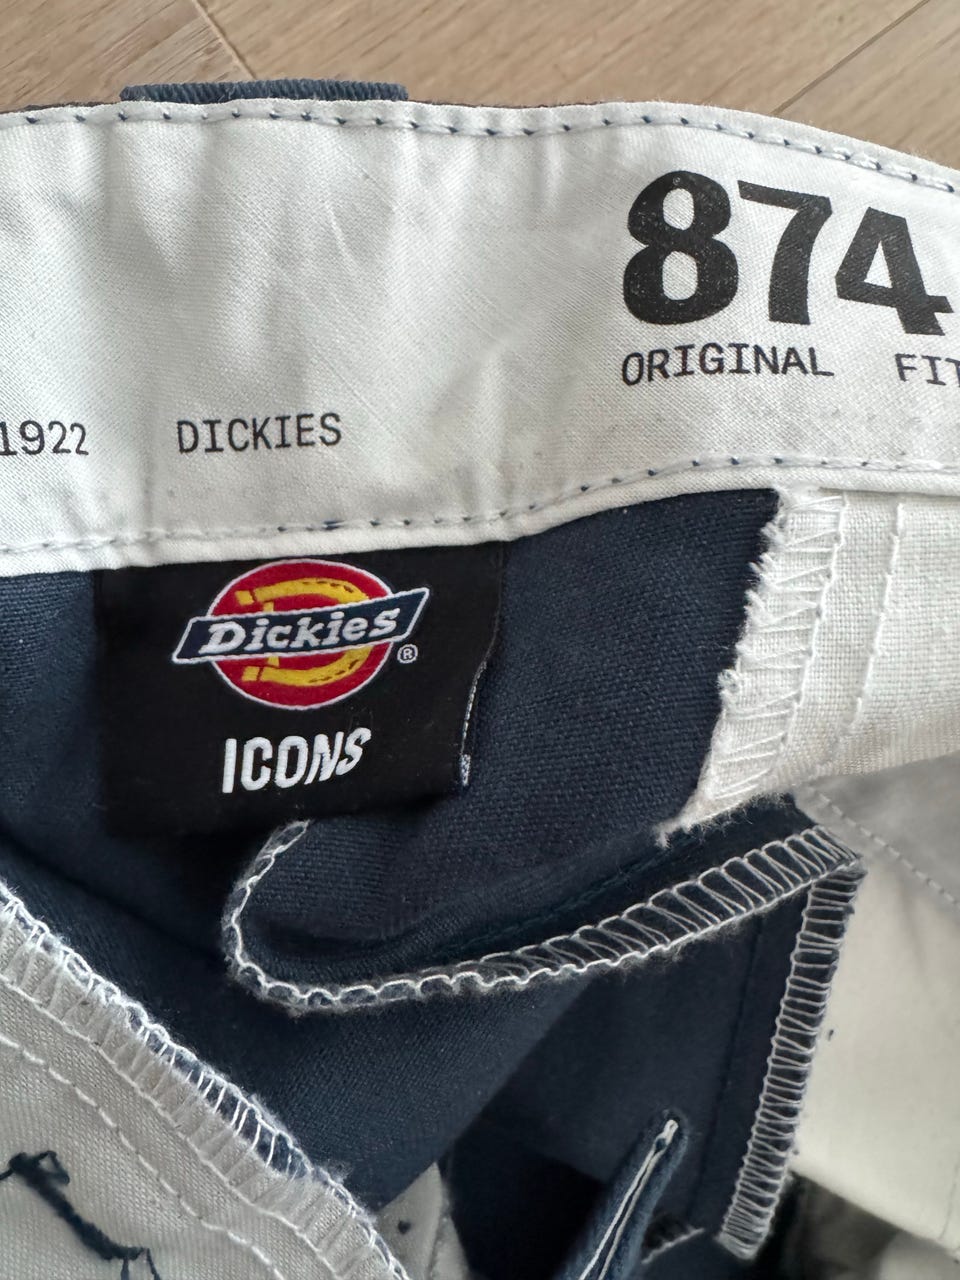 874
ORIGINAL FIT
1922 DICKIES
Dickies®
ICONS